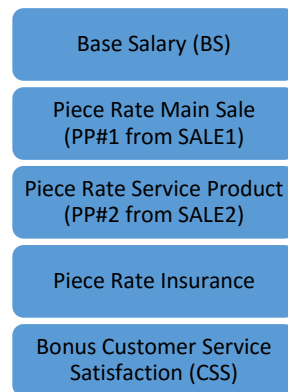 Base Salary (BS)
Piece Rate Main Sale
(PP#1 from SALE1)
Piece Rate Service Product
(PP#2 from SALE2)
Piece Rate Insurance
Bonus Customer Service
Satisfaction (CSS)